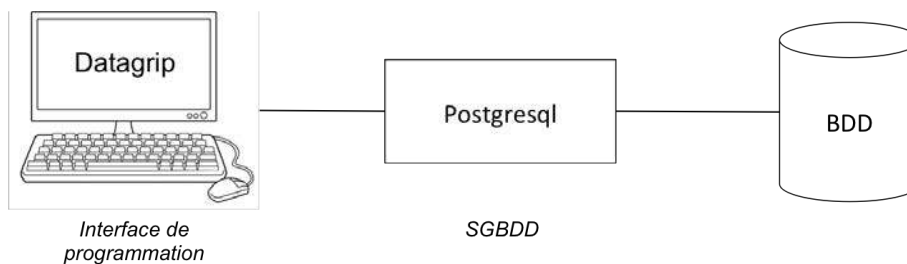 Datagrip
Postgresql
BDD
Interface de
programmation
SGBDD